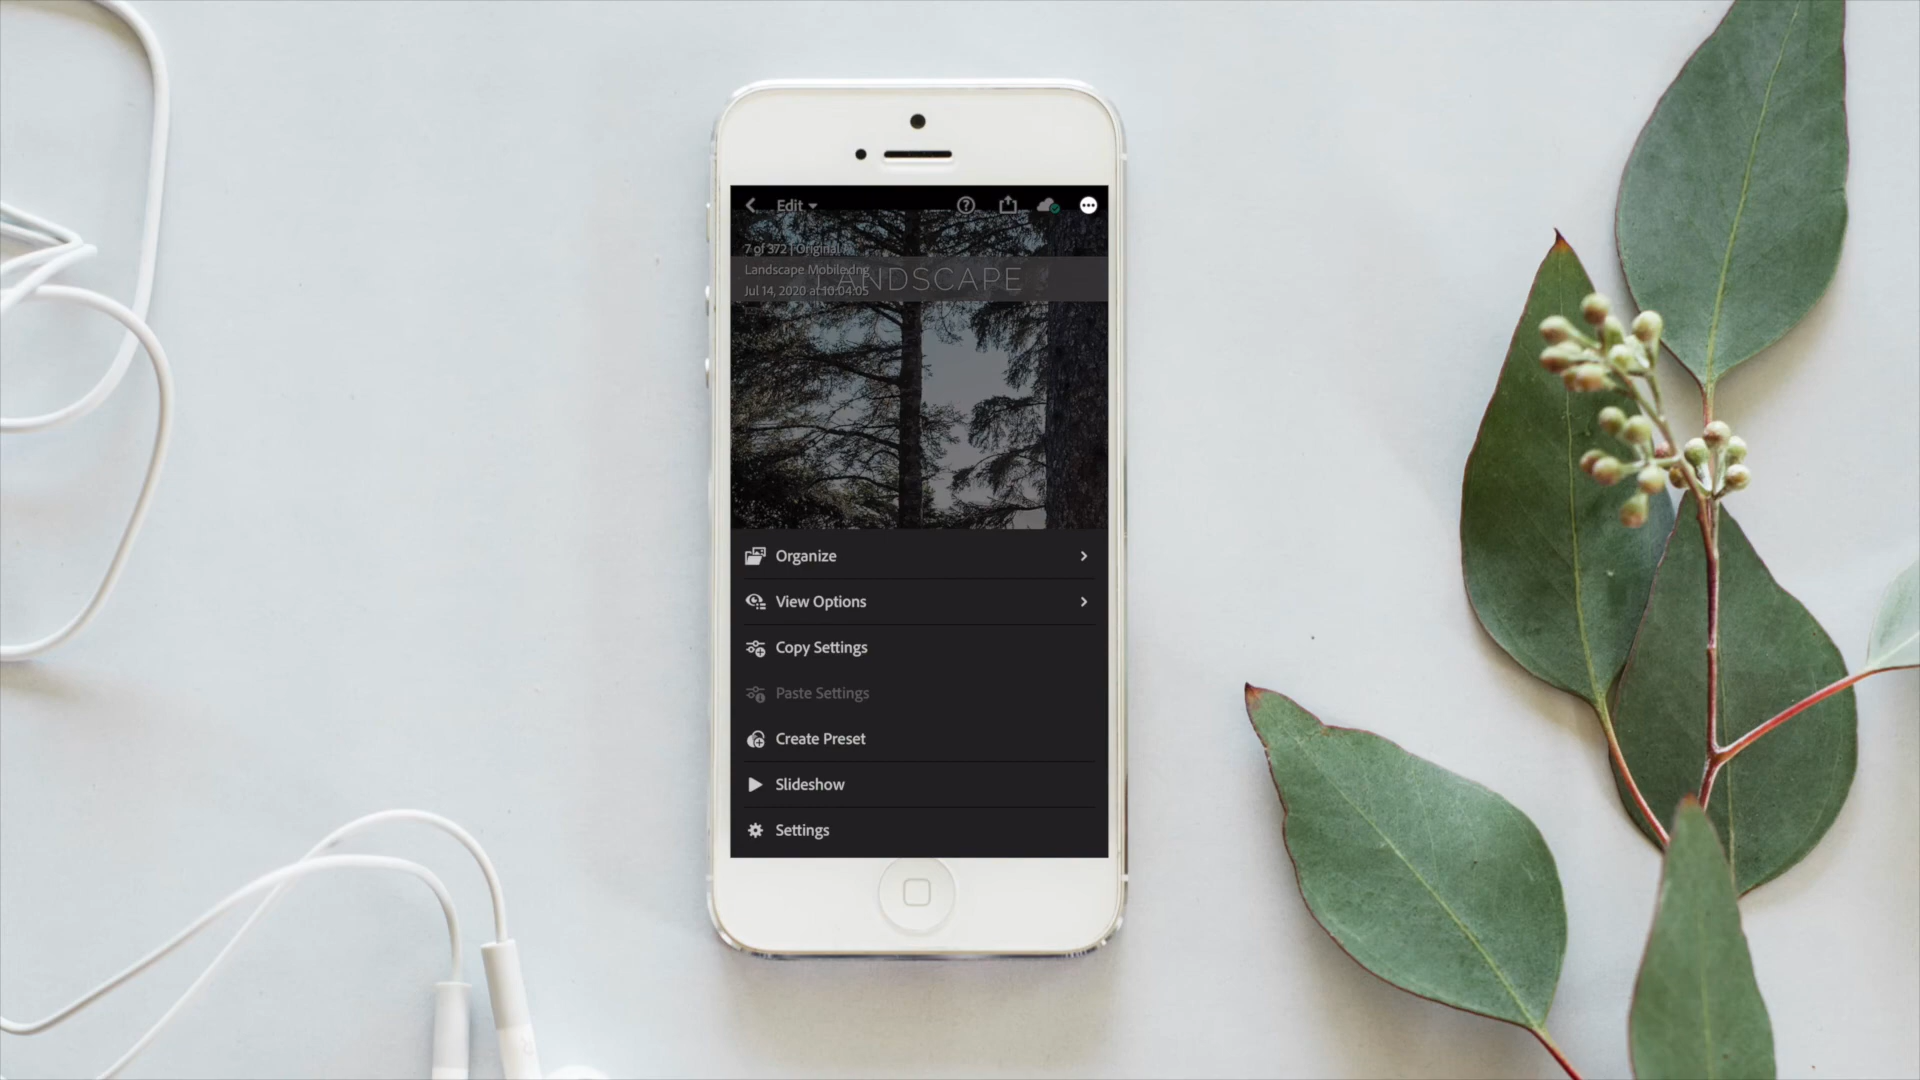 Edit
7 of 372 | Original
Landscape Mobile.dng
LANDSCAPE
Jul 14, 2020 at 10:04:05
Organize
View Options
Copy Settings
Paste Settings
Create Preset
Slideshow
Settings